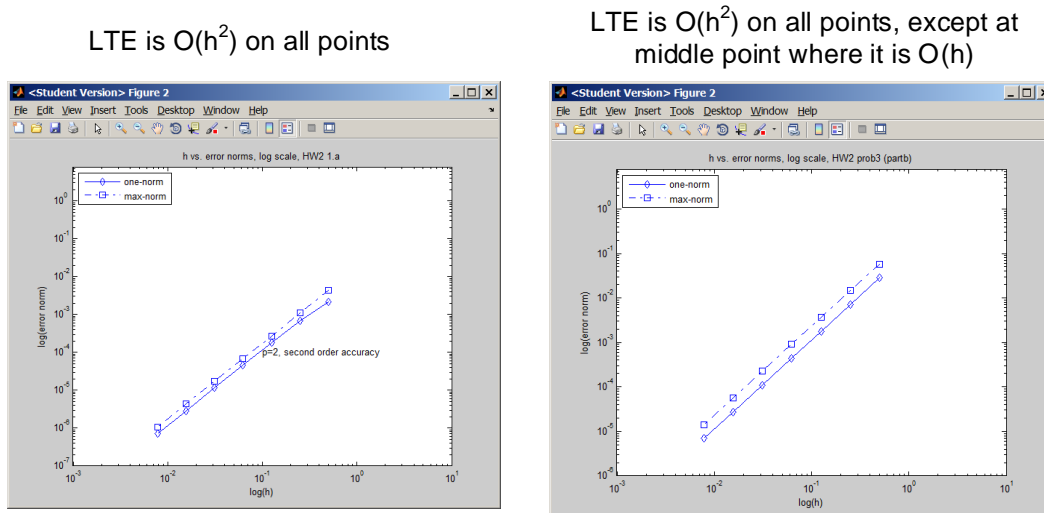 LTE is O(h²) on all points
<Student Version> Figure 2
File Edit View Insert Tools Desktop Window Help
h vs. error norms, log scale, HW2 1.a
one-norm
max-norm
10⁰
10⁻¹
10⁻²
10⁻³
10⁻⁴
10⁻⁵
10⁻⁶
10⁻⁷
log(error norm)
p=2, second order accuracy
10⁻³ 10⁻² 10⁻¹ 10⁰ 10¹
log(h)
LTE is O(h²) on all points, except at
middle point where it is O(h)
<Student Version> Figure 2
File Edit View Insert Tools Desktop Window Help
h vs. error norms, log scale, HW2 prob3 (partb)
one-norm
max-norm
10⁰
10⁻¹
10⁻²
10⁻³
10⁻⁴
10⁻⁵
10⁻⁶
log(error norm)
10⁻³ 10⁻² 10⁻¹ 10⁰ 10¹
log(h)